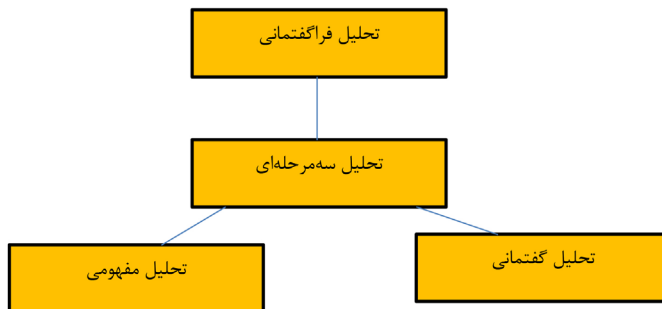 تحلیل فراگفتمانی
تحلیل سه‌مرحله‌ای
تحلیل گفتمانی
تحلیل مفهومی